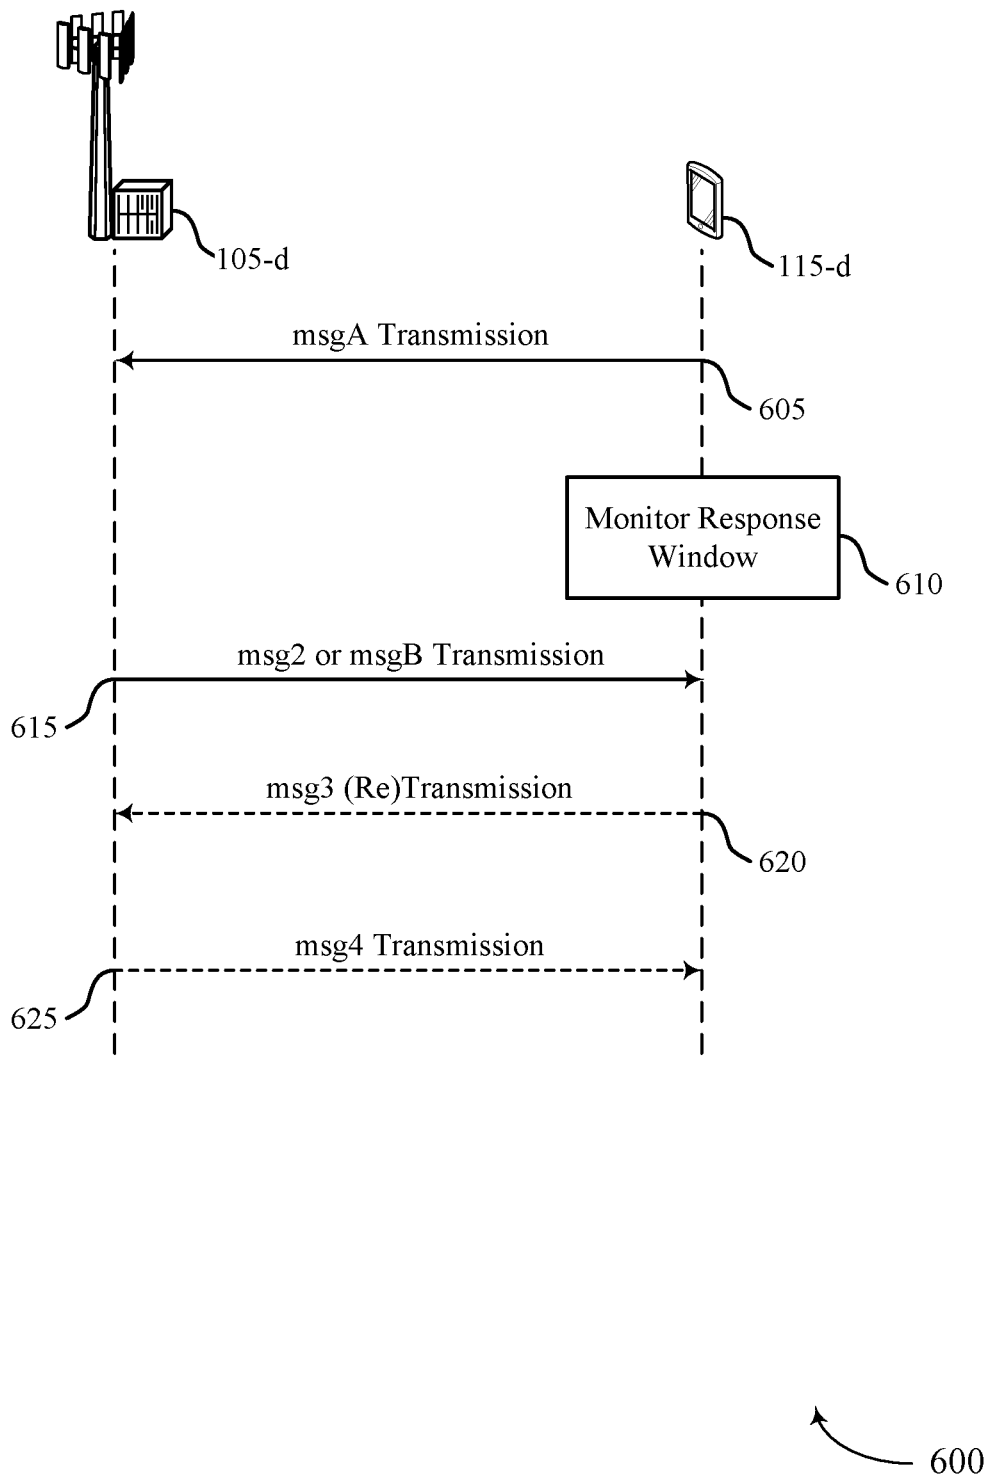 105-d
115-d
msgA Transmission
605
Monitor Response
Window
610
msg2 or msgB Transmission
615
msg3 (Re)Transmission
620
msg4 Transmission
625
600